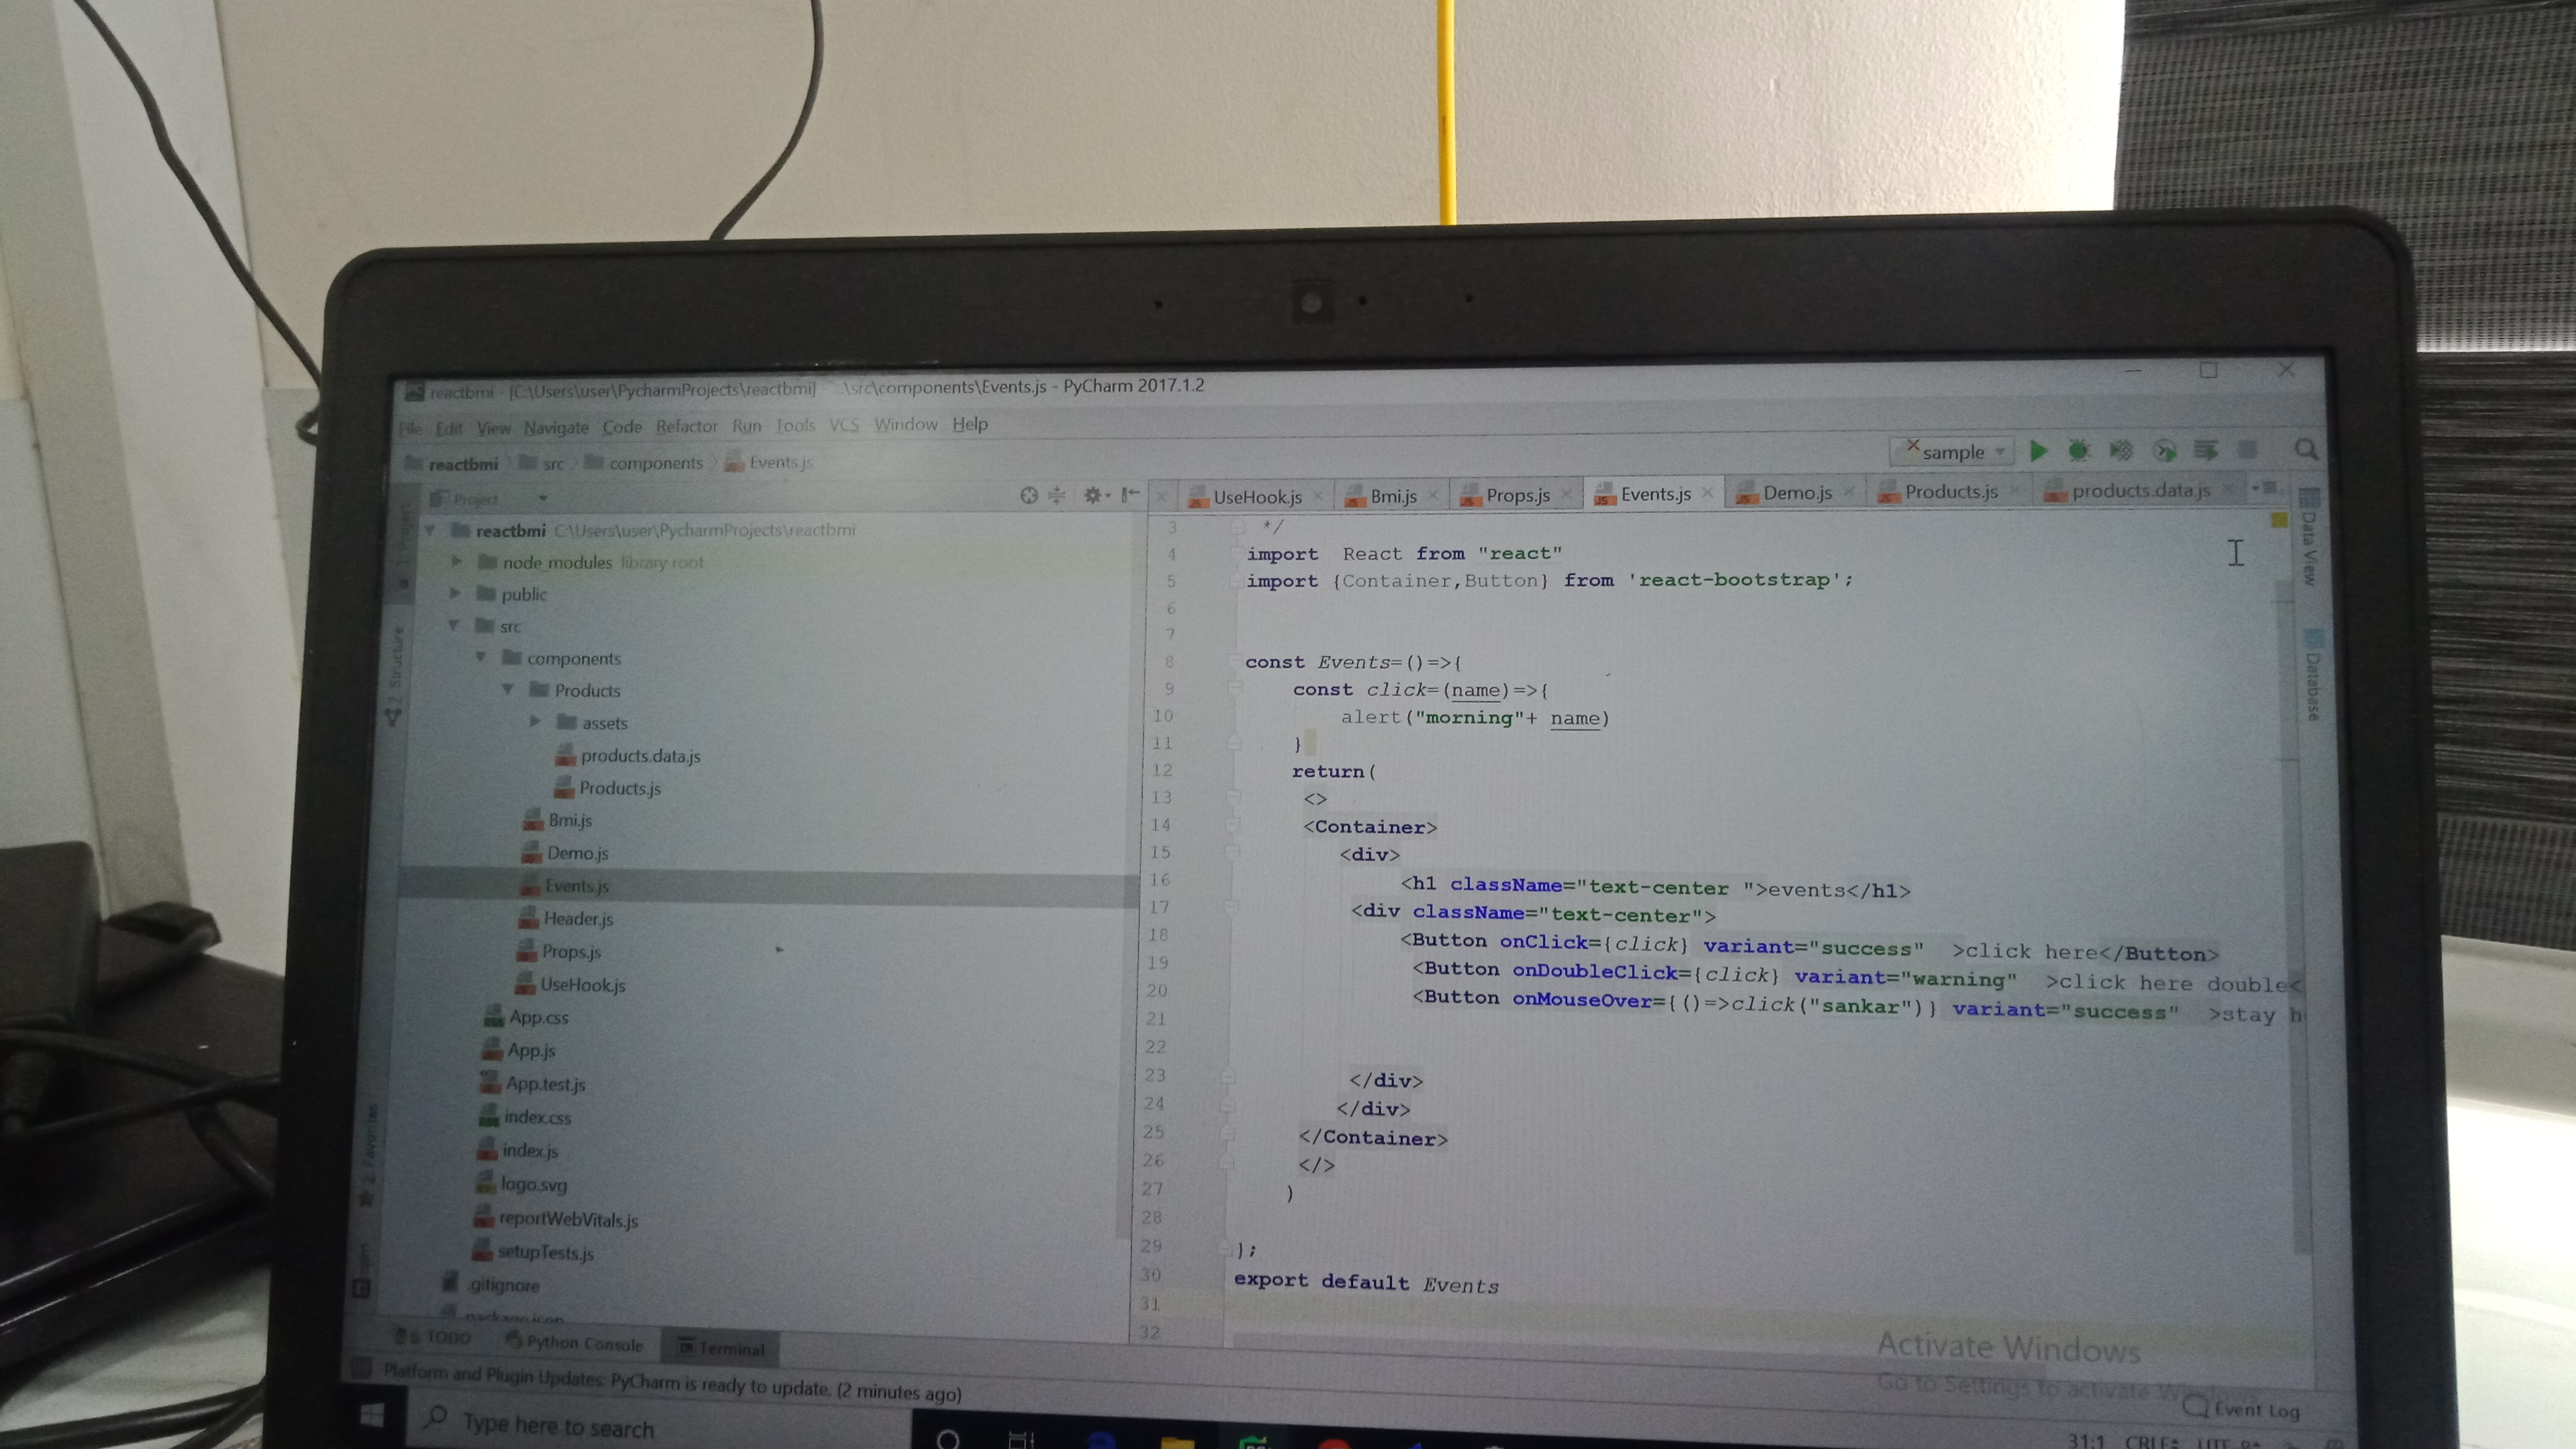 reactbmi - [C:\Users\user\PycharmProjects\reactbmi] - ...\src\components\Events.js - PyCharm 2017.1.2
File Edit View Navigate Code Refactor Run Tools VCS Window Help
reactbmi src components Events.js
sample
Project
UseHook.js Bmi.js Props.js Events.js Demo.js Products.js products.data.js
reactbmi C:\Users\user\PycharmProjects\reactbmi
node_modules library root
public
src
components
Products
assets
products.data.js
Products.js
Bmi.js
Demo.js
Events.js
Header.js
Props.js
UseHook.js
App.css
App.js
App.test.js
index.css
index.js
logo.svg
reportWebVitals.js
setupTests.js
.gitignore
2: Structure
2: Favorites
3 */
4 import React from "react"
5 import {Container,Button} from 'react-bootstrap';
6
7
8 const Events=()=>{
9 const click=(name)=>{
10 alert("morning"+ name)
11 }
12 return(
13 <>
14 <Container>
15 <div>
16 <h1 className="text-center ">events</h1>
17 <div className="text-center">
18 <Button onClick={click} variant="success" >click here</Button>
19 <Button onDoubleClick={click} variant="warning" >click here double<
20 <Button onMouseOver={()=>click("sankar")} variant="success" >stay h
21
22
23 </div>
24 </div>
25 </Container>
26 </>
27 )
28
29 };
30 export default Events
31
32
Data View
Database
Activate Windows
Go to Settings to activate Windows.
6: TODO Python Console Terminal
Event Log
Platform and Plugin Updates: PyCharm is ready to update. (2 minutes ago)
31:1 CRLF UTF-8
Type here to search